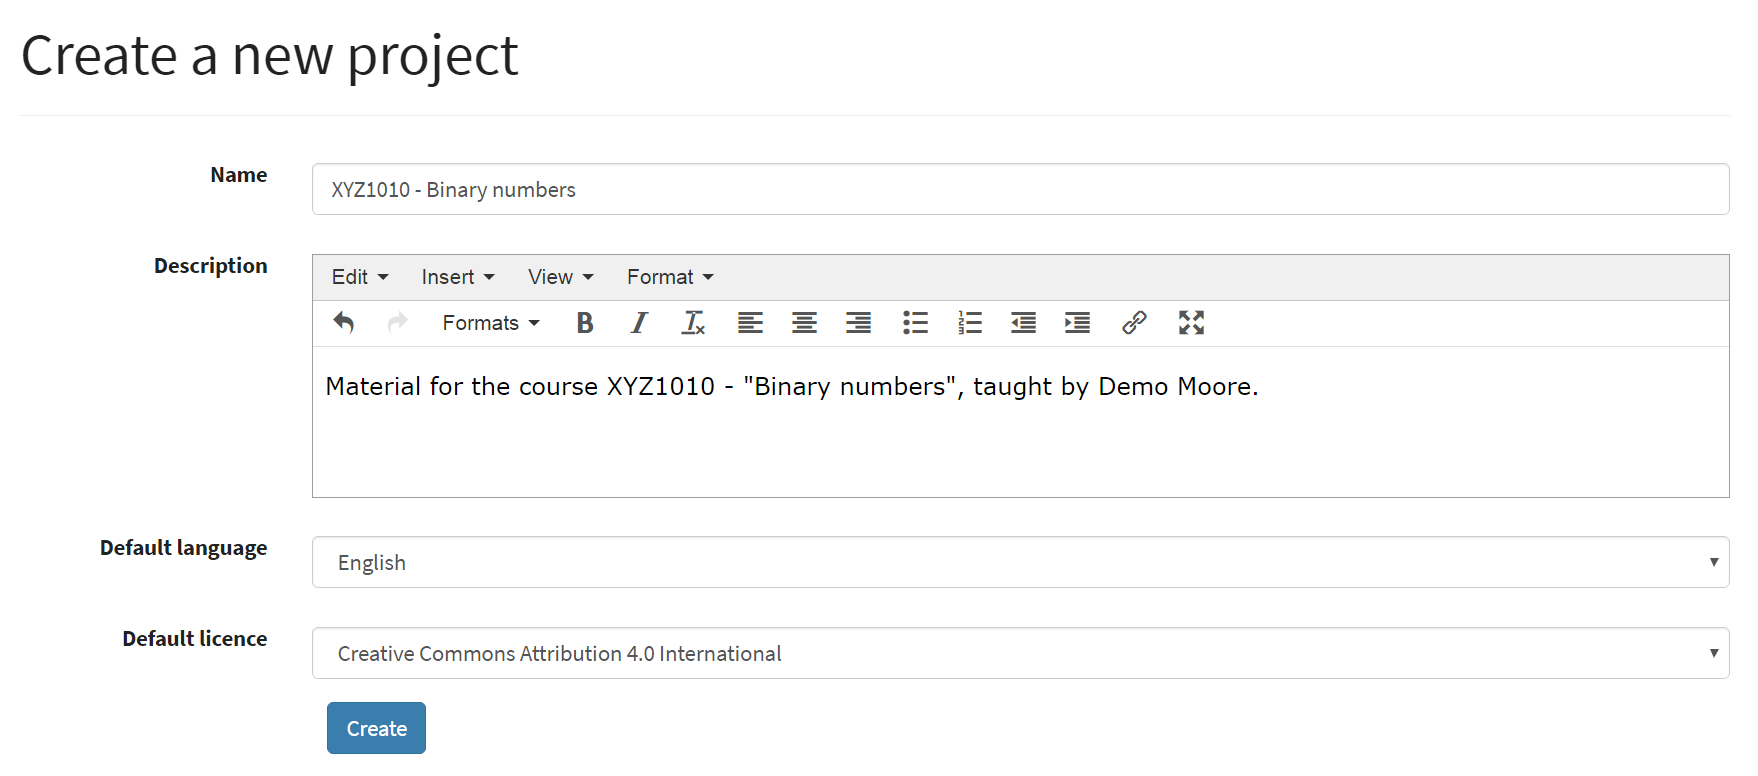 Create a new project
Name
XYZ1010 - Binary numbers
Description
Edit Insert View Format
Formats B I Tx
Material for the course XYZ1010 - "Binary numbers", taught by Demo Moore.
Default language
English
Default licence
Creative Commons Attribution 4.0 International
Create